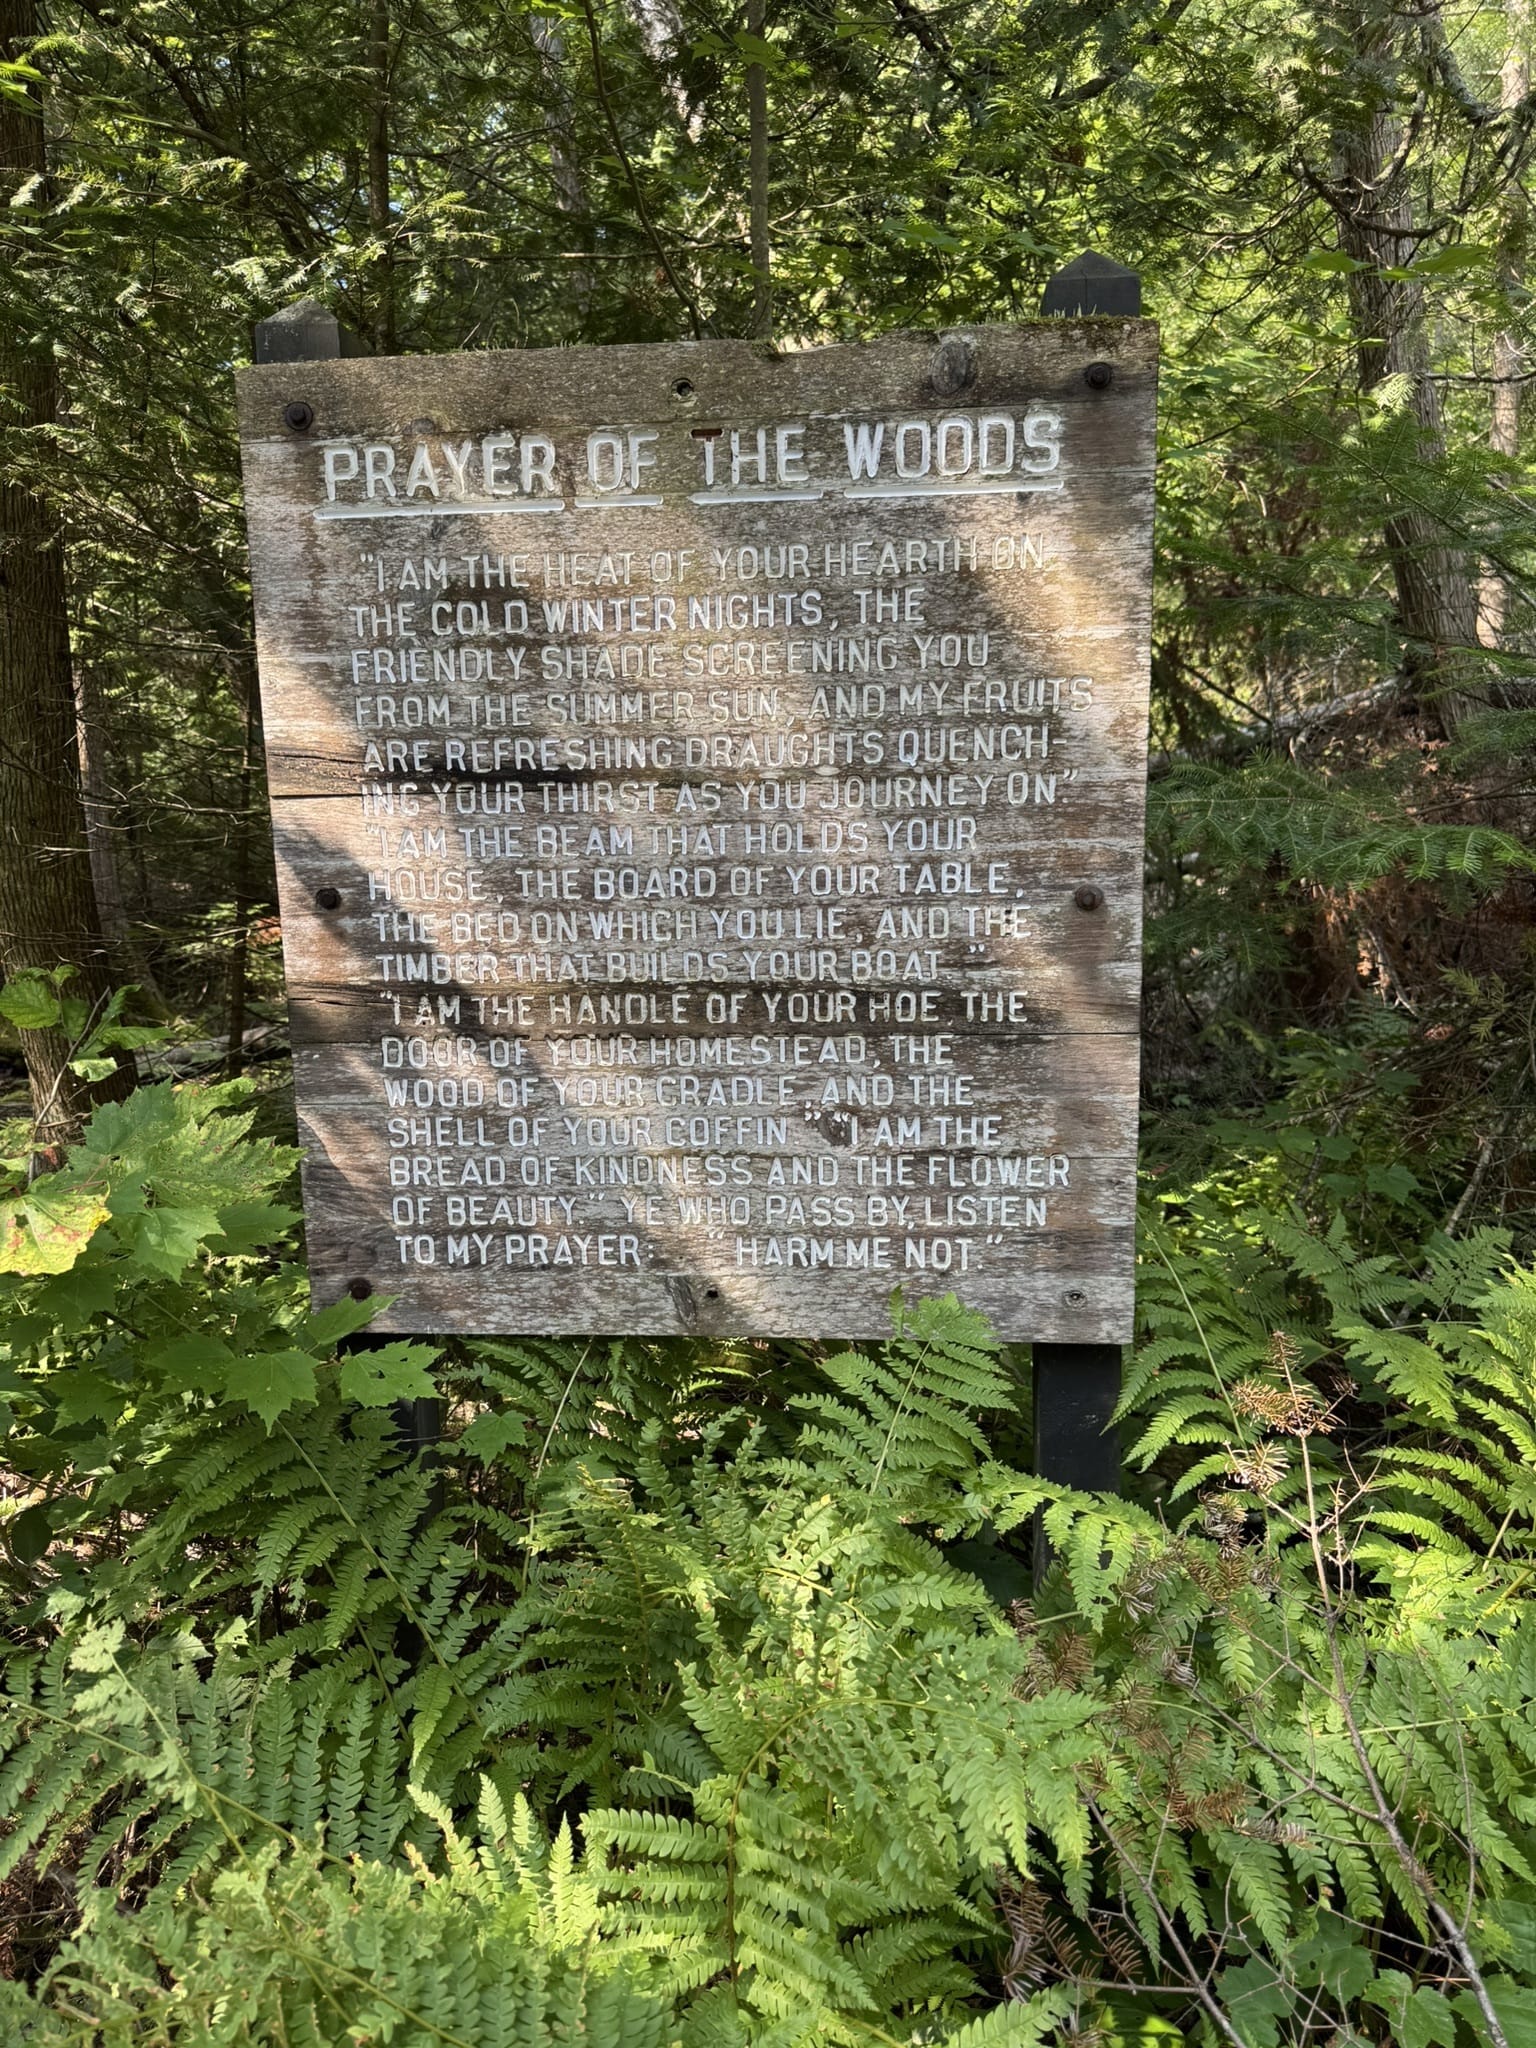 PRAYER OF THE WOODS
"I AM THE HEAT OF YOUR HEARTH ON
THE COLD WINTER NIGHTS, THE
FRIENDLY SHADE SCREENING YOU
FROM THE SUMMER SUN, AND MY FRUITS
ARE REFRESHING DRAUGHTS QUENCH-
ING YOUR THIRST AS YOU JOURNEY ON."
"I AM THE BEAM THAT HOLDS YOUR
HOUSE, THE BOARD OF YOUR TABLE,
THE BED ON WHICH YOU LIE, AND THE
TIMBER THAT BUILDS YOUR BOAT."
"I AM THE HANDLE OF YOUR HOE, THE
DOOR OF YOUR HOMESTEAD, THE
WOOD OF YOUR CRADLE, AND THE
SHELL OF YOUR COFFIN." "I AM THE
BREAD OF KINDNESS AND THE FLOWER
OF BEAUTY." YE WHO PASS BY, LISTEN
TO MY PRAYER: "HARM ME NOT."